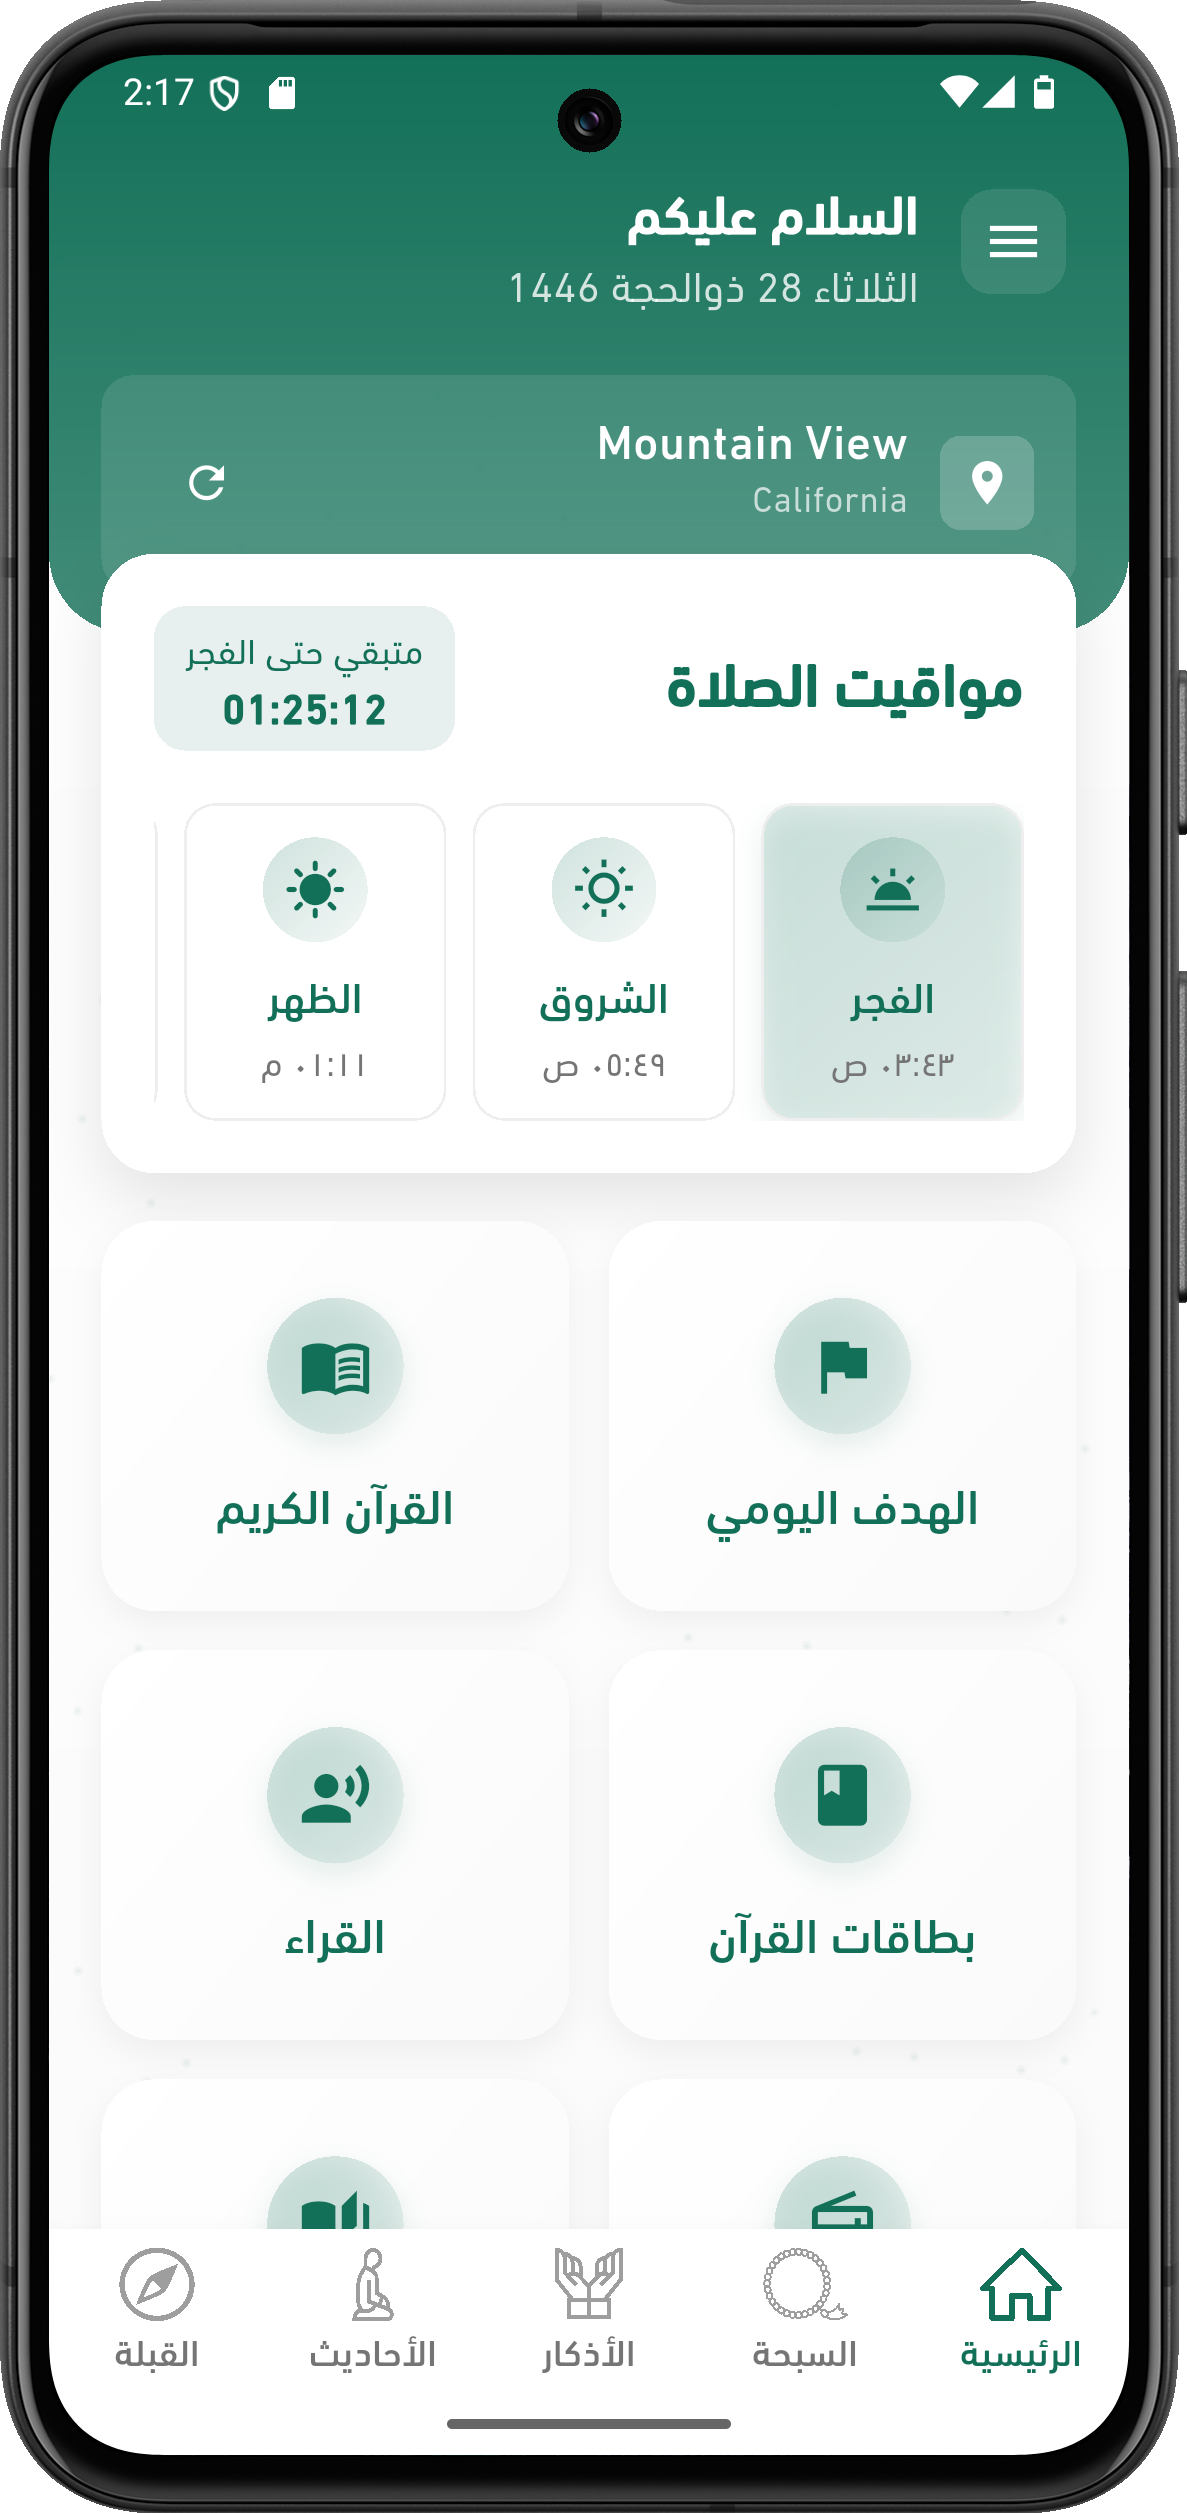 2:17
السلام عليكم
الثلاثاء 28 ذوالحجة 1446
Mountain View
California
مواقيت الصلاة
متبقي حتى الفجر
01:25:12
الفجر
٠٣:٤٣ ص
الشروق
٠٥:٤٩ ص
الظهر
٠١:١١ م
الهدف اليومي
القرآن الكريم
بطاقات القرآن
القراء
الرئيسية
السبحة
الأذكار
الأحاديث
القبلة